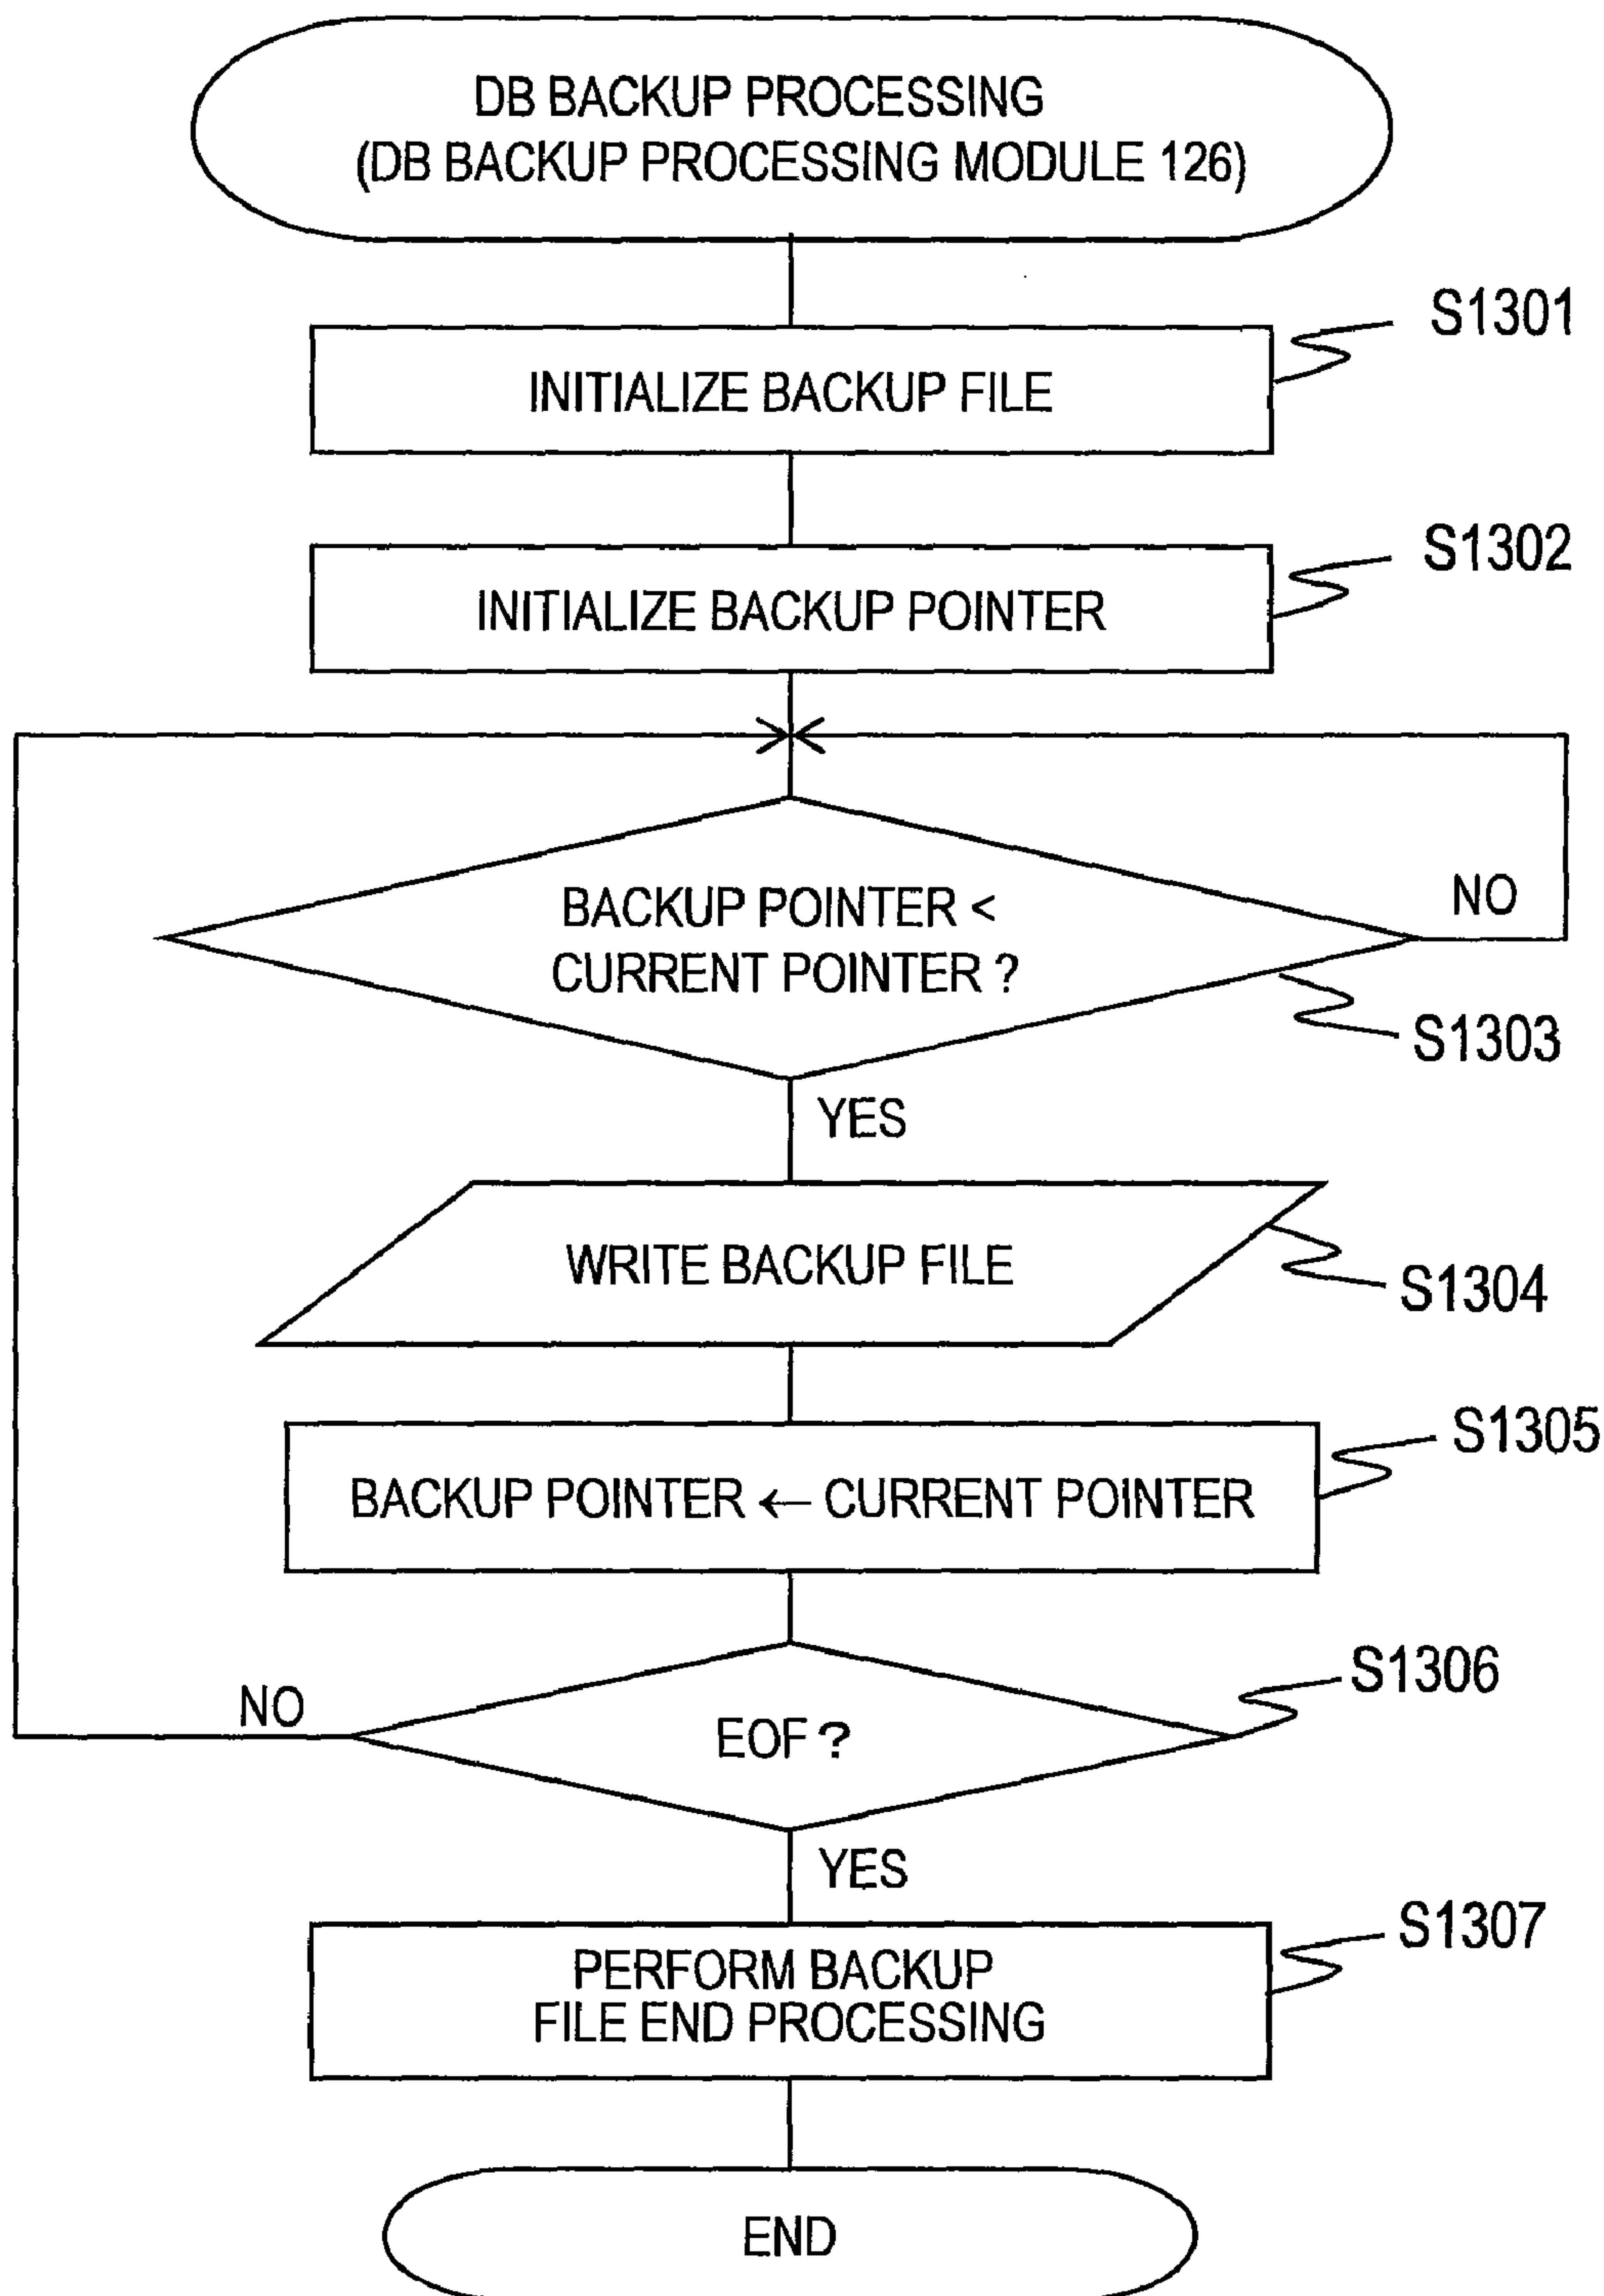 DB BACKUP PROCESSING
(DB BACKUP PROCESSING MODULE 126)
S1301
INITIALIZE BACKUP FILE
S1302
INITIALIZE BACKUP POINTER
BACKUP POINTER <
CURRENT POINTER ?
NO
S1303
YES
WRITE BACKUP FILE
S1304
S1305
BACKUP POINTER ← CURRENT POINTER
S1306
NO
EOF ?
YES
S1307
PERFORM BACKUP
FILE END PROCESSING
END